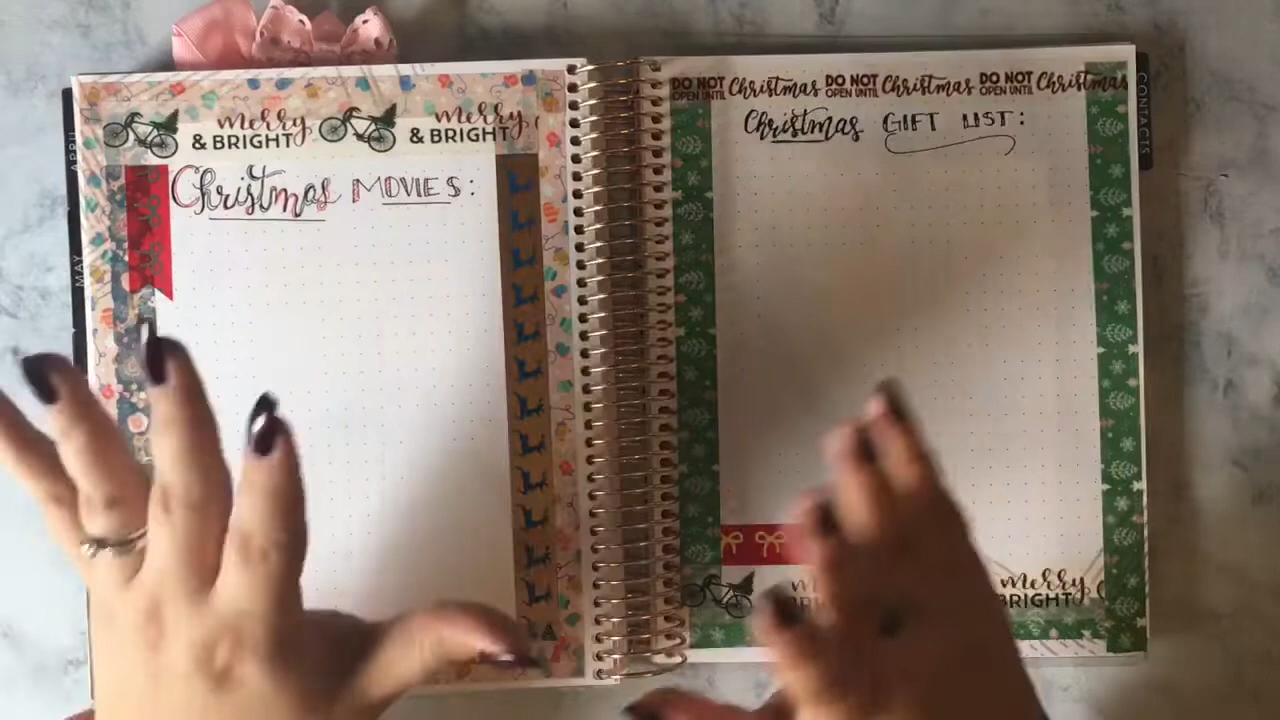 merry merry
& BRIGHT & BRIGHT
Christmas MOVIES:
APRIL
MAY
DO NOT OPEN UNTIL Christmas DO NOT OPEN UNTIL Christmas DO NOT OPEN UNTIL Christmas
Christmas GIFT LIST:
CONTACTS
merry
BRIGHT